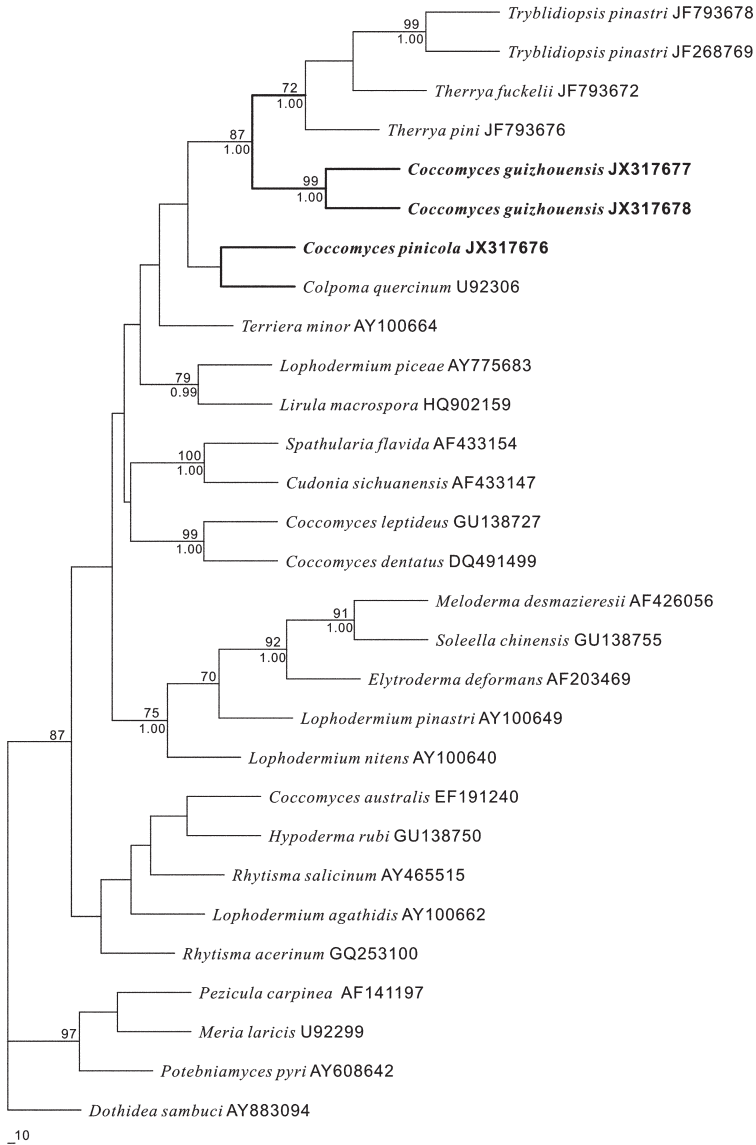 99
1.00
Tryblidiopsis pinastri JF793678
Tryblidiopsis pinastri JF268769
72
1.00
Therrya fuckelii JF793672
Therrya pini JF793676
87
1.00
99
1.00
Coccomyces guizhouensis JX317677
Coccomyces guizhouensis JX317678
Coccomyces pinicola JX317676
Colpoma quercinum U92306
Terriera minor AY100664
79
0.99
Lophodermium piceae AY775683
Lirula macrospora HQ902159
100
1.00
Spathularia flavida AF433154
Cudonia sichuanensis AF433147
99
1.00
Coccomyces leptideus GU138727
Coccomyces dentatus DQ491499
91
1.00
Meloderma desmazieresii AF426056
Soleella chinensis GU138755
92
1.00
Elytroderma deformans AF203469
70
Lophodermium pinastri AY100649
75
1.00
Lophodermium nitens AY100640
87
Coccomyces australis EF191240
Hypoderma rubi GU138750
Rhytisma salicinum AY465515
Lophodermium agathidis AY100662
Rhytisma acerinum GQ253100
Pezicula carpinea AF141197
Meria laricis U92299
97
Potebniamyces pyri AY608642
Dothidea sambuci AY883094
10